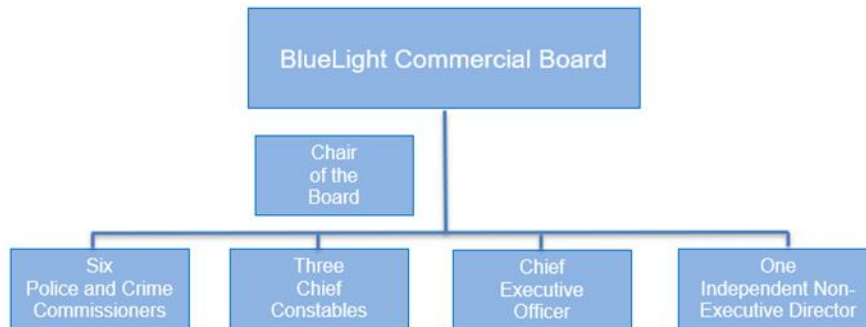 BlueLight Commercial Board
Chair
of the
Board
Six
Police and Crime
Commissioners
Three
Chief
Constables
Chief
Executive
Officer
One
Independent Non-
Executive Director